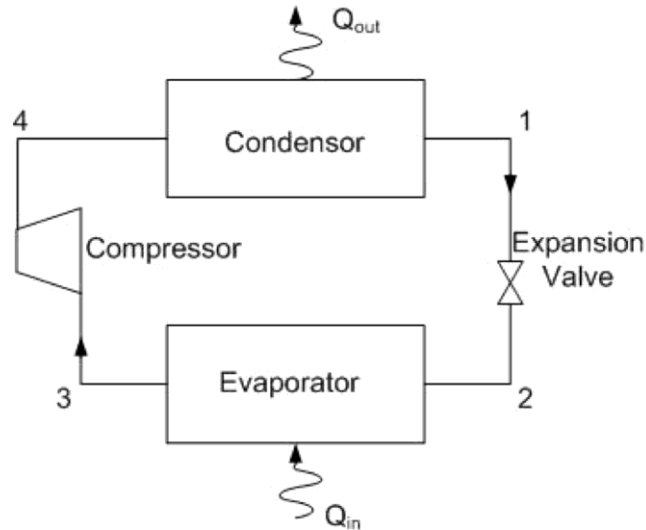 Qout
4
1
Condensor
Compressor
Expansion
Valve
Evaporator
3
2
Qin